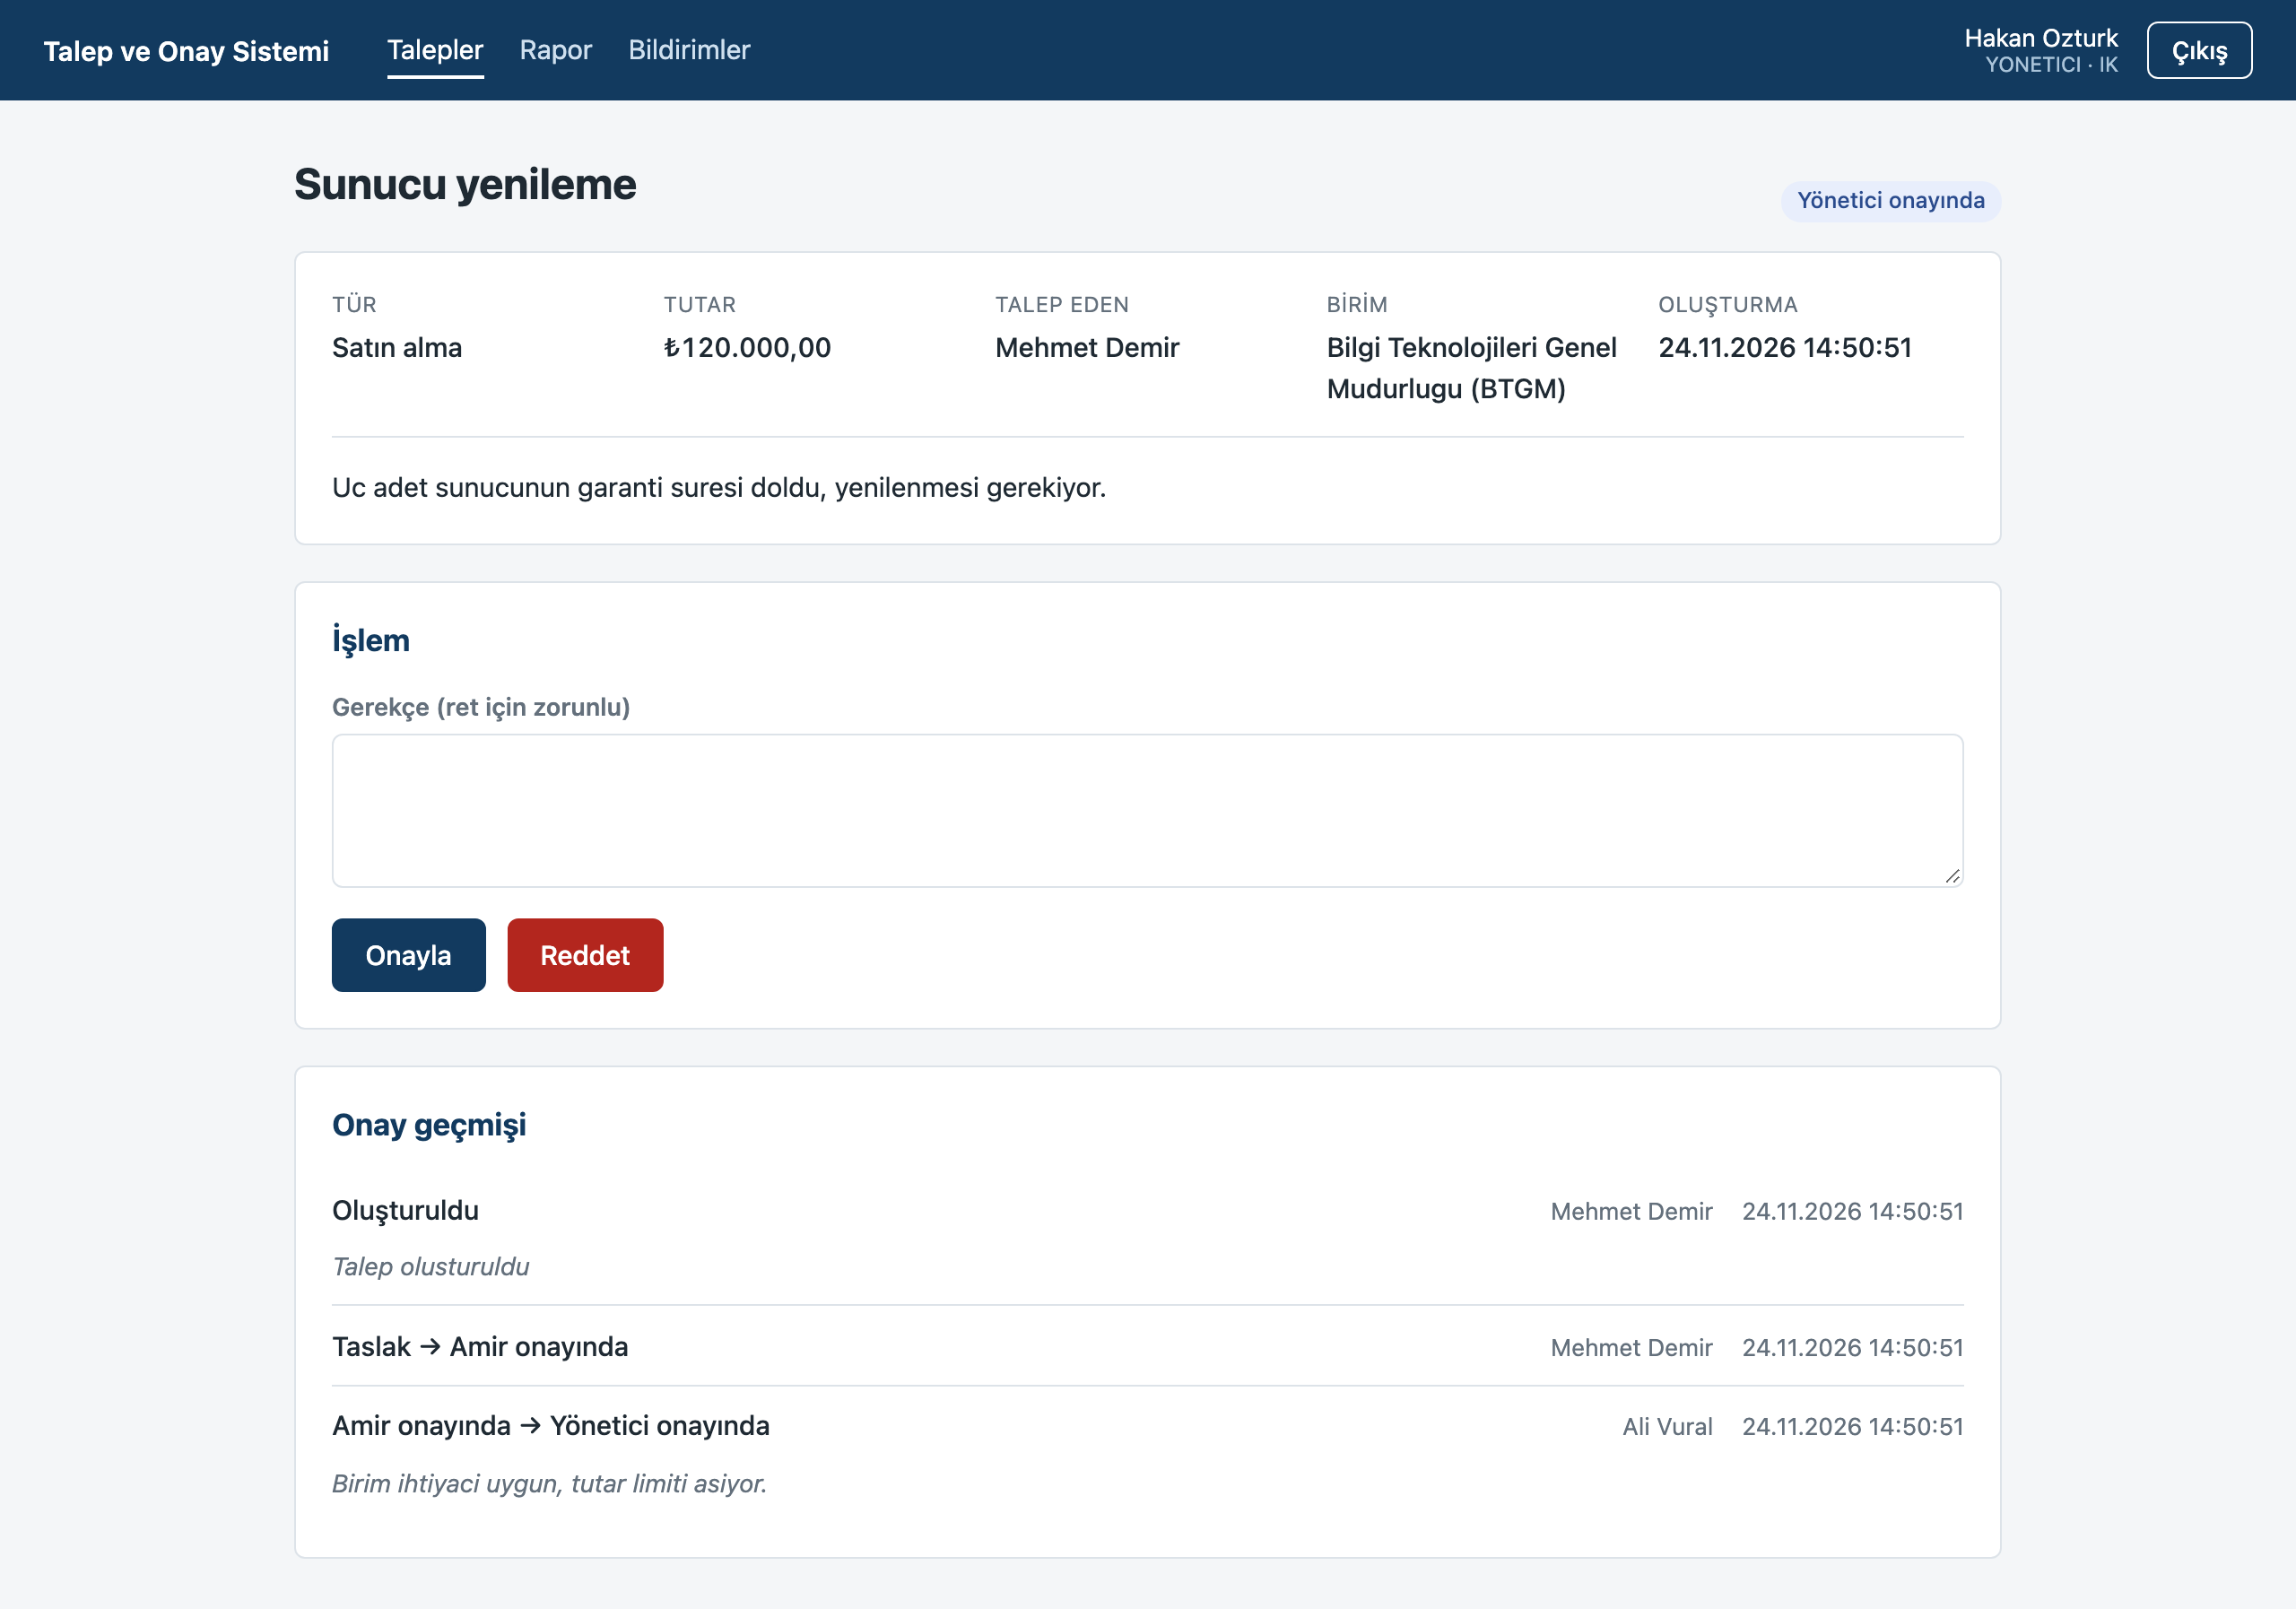 Talep ve Onay Sistemi
Talepler
Rapor
Bildirimler
Hakan Ozturk
YONETICI · IK
Çıkış
Sunucu yenileme
Yönetici onayında
TÜR
Satın alma
TUTAR
₺120.000,00
TALEP EDEN
Mehmet Demir
BİRİM
Bilgi Teknolojileri Genel
Mudurlugu (BTGM)
OLUŞTURMA
24.11.2026 14:50:51
Uc adet sunucunun garanti suresi doldu, yenilenmesi gerekiyor.
İşlem
Gerekçe (ret için zorunlu)
Onayla
Reddet
Onay geçmişi
Oluşturuldu
Mehmet Demir 24.11.2026 14:50:51
Talep olusturuldu
Taslak → Amir onayında
Mehmet Demir 24.11.2026 14:50:51
Amir onayında → Yönetici onayında
Ali Vural 24.11.2026 14:50:51
Birim ihtiyaci uygun, tutar limiti asiyor.